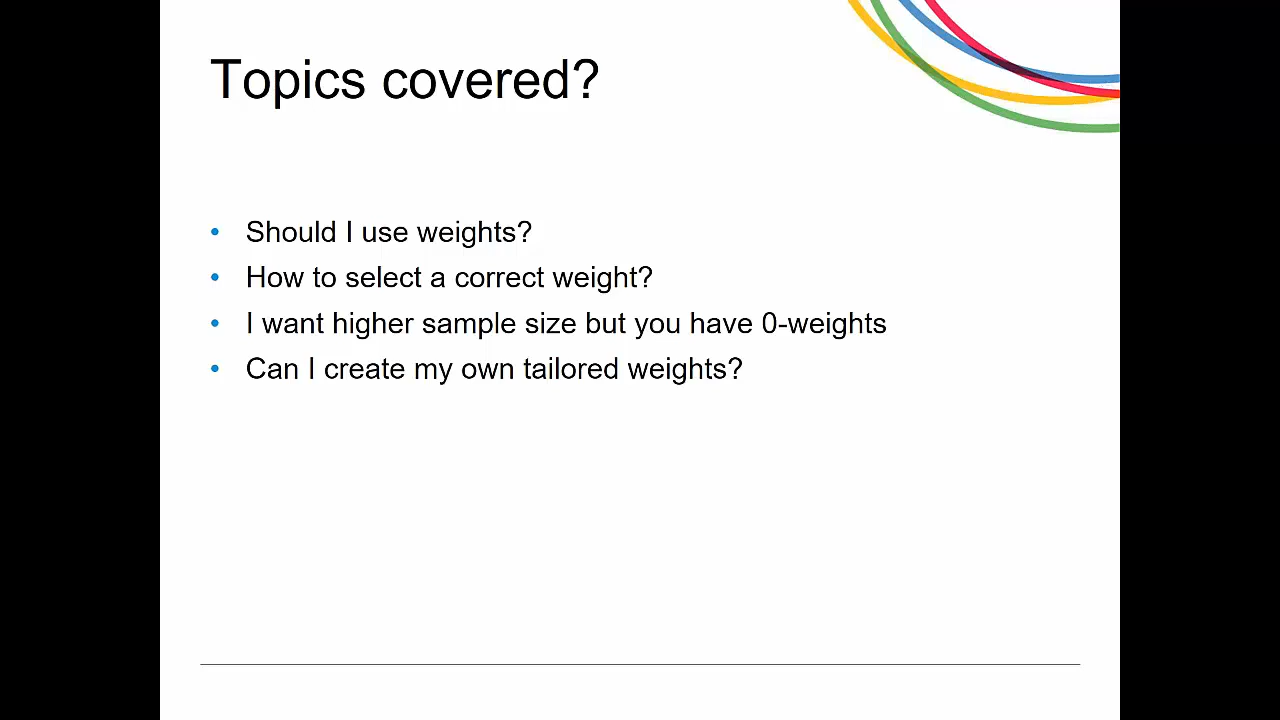 Topics covered?
• Should I use weights?
• How to select a correct weight?
• I want higher sample size but you have 0-weights
• Can I create my own tailored weights?